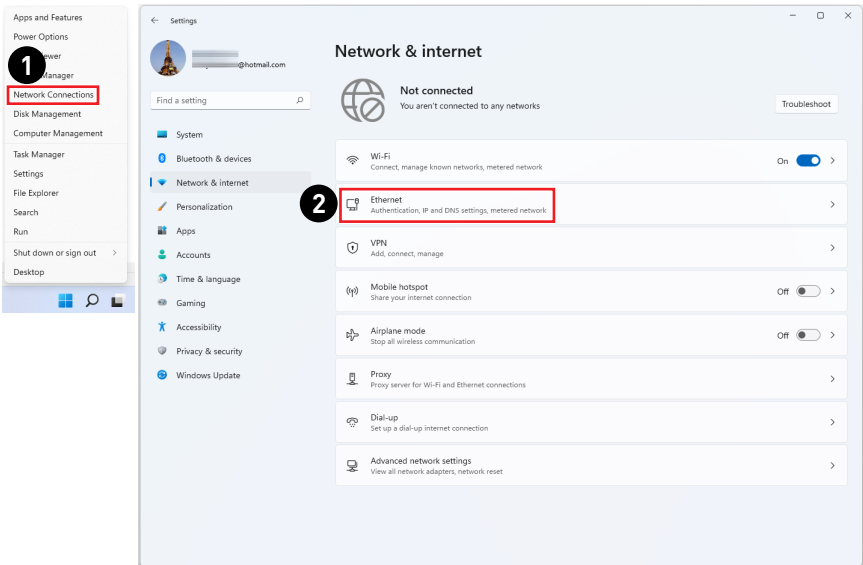 Apps and Features
Power Options
ewer
1
Manager
Network Connections
Disk Management
Computer Management
Task Manager
Settings
File Explorer
Search
Run
Shut down or sign out
Desktop
Settings
@hotmail.com
Find a setting
System
Bluetooth & devices
Network & internet
Personalization
Apps
Accounts
Time & language
Gaming
Accessibility
Privacy & security
Windows Update
Network & internet
Not connected
You aren't connected to any networks
Troubleshoot
Wi-Fi
Connect, manage known networks, metered network
On
2
Ethernet
Authentication, IP and DNS settings, metered network
VPN
Add, connect, manage
Mobile hotspot
Share your internet connection
Off
Airplane mode
Stop all wireless communication
Off
Proxy
Proxy server for Wi-Fi and Ethernet connections
Dial-up
Set up a dial-up internet connection
Advanced network settings
View all network adapters, network reset